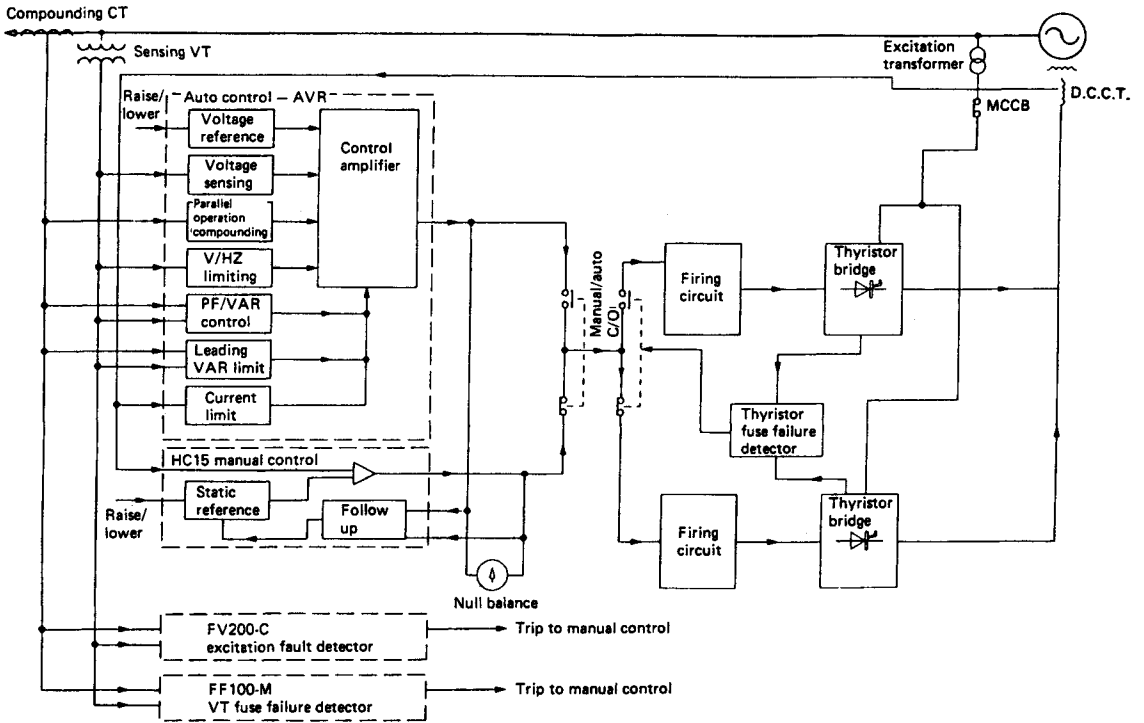 Compounding CT
Sensing VT
Excitation
transformer
MCCB
D.C.C.T.
Raise/
lower
Auto control – AVR
Voltage
reference
Control
amplifier
Voltage
sensing
Parallel
operation
compounding
V/HZ
limiting
PF/VAR
control
Leading
VAR limit
Current
limit
Manual/auto
C/O
Firing
circuit
Thyristor
bridge
Thyristor
fuse failure
detector
HC15 manual control
Static
reference
Raise/
lower
Follow
up
Firing
circuit
Thyristor
bridge
Null balance
FV200-C
excitation fault detector
Trip to manual control
FF100-M
VT fuse failure detector
Trip to manual control